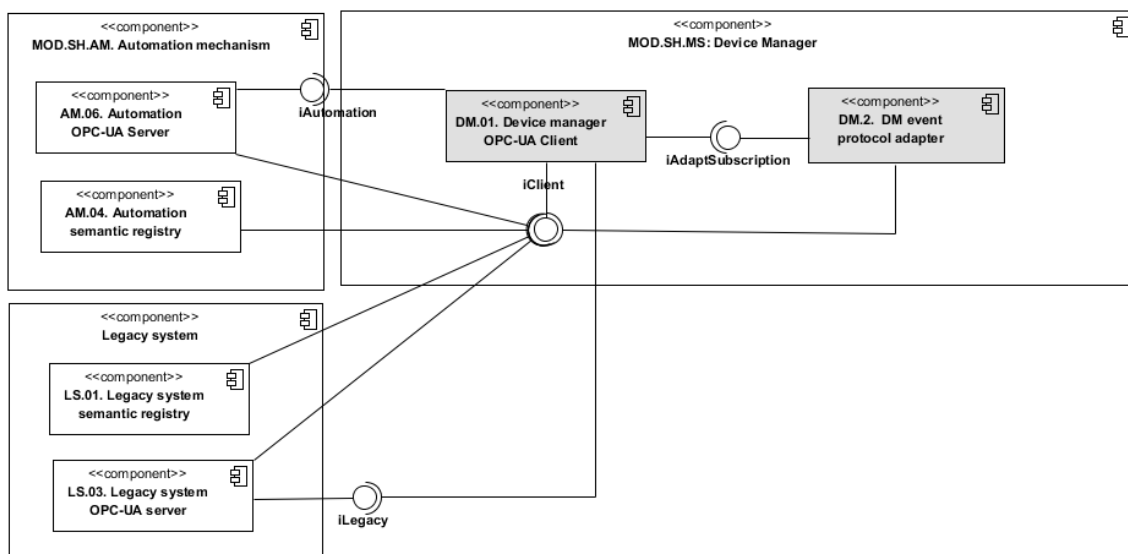 <<component>>
MOD.SH.AM. Automation mechanism
<<component>>
AM.06. Automation
OPC-UA Server
<<component>>
AM.04. Automation
semantic registry
iAutomation
<<component>>
MOD.SH.MS: Device Manager
<<component>>
DM.01. Device manager
OPC-UA Client
iAdaptSubscription
<<component>>
DM.2. DM event
protocol adapter
iClient
<<component>>
Legacy system
<<component>>
LS.01. Legacy system
semantic registry
<<component>>
LS.03. Legacy system
OPC-UA server
iLegacy